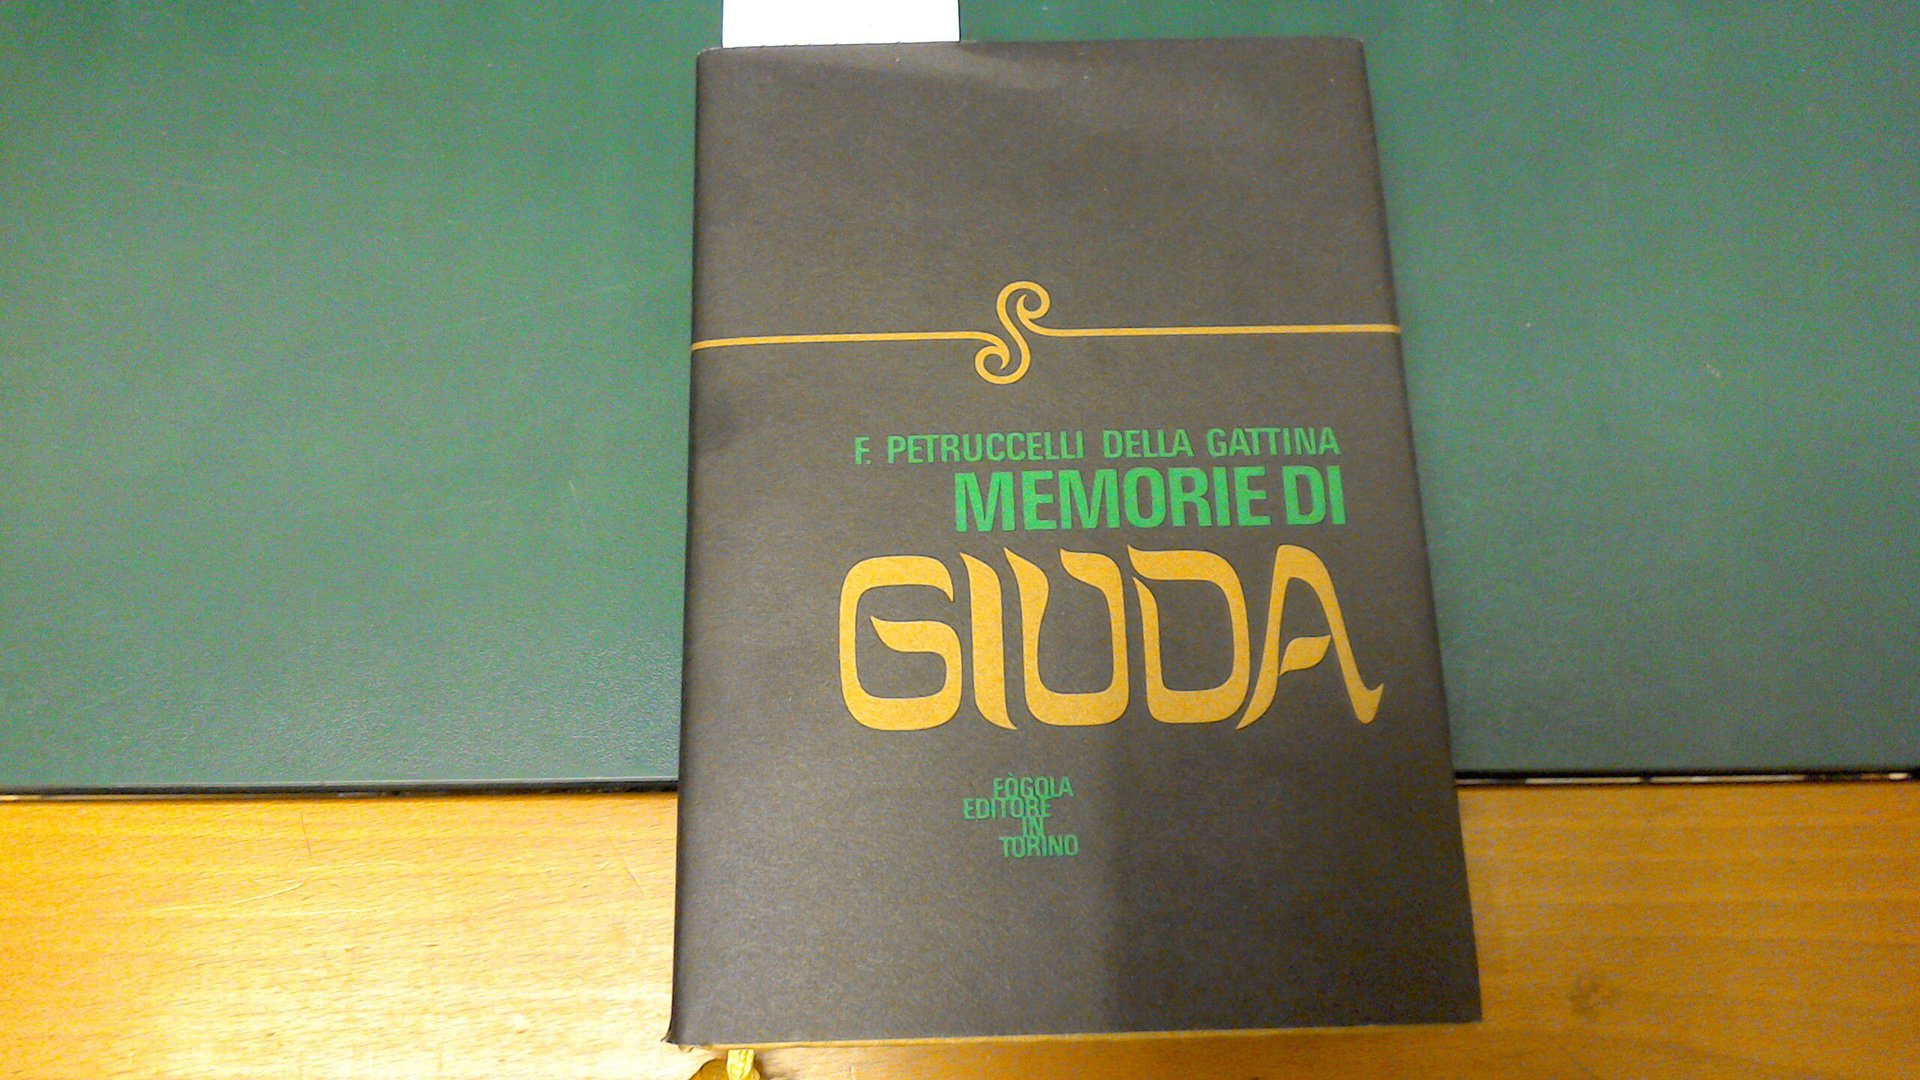 F. PETRUCCELLI DELLA GATTINA
MEMORIE DI
GIUDA
FÒGOLA
EDITORE
IN
TORINO